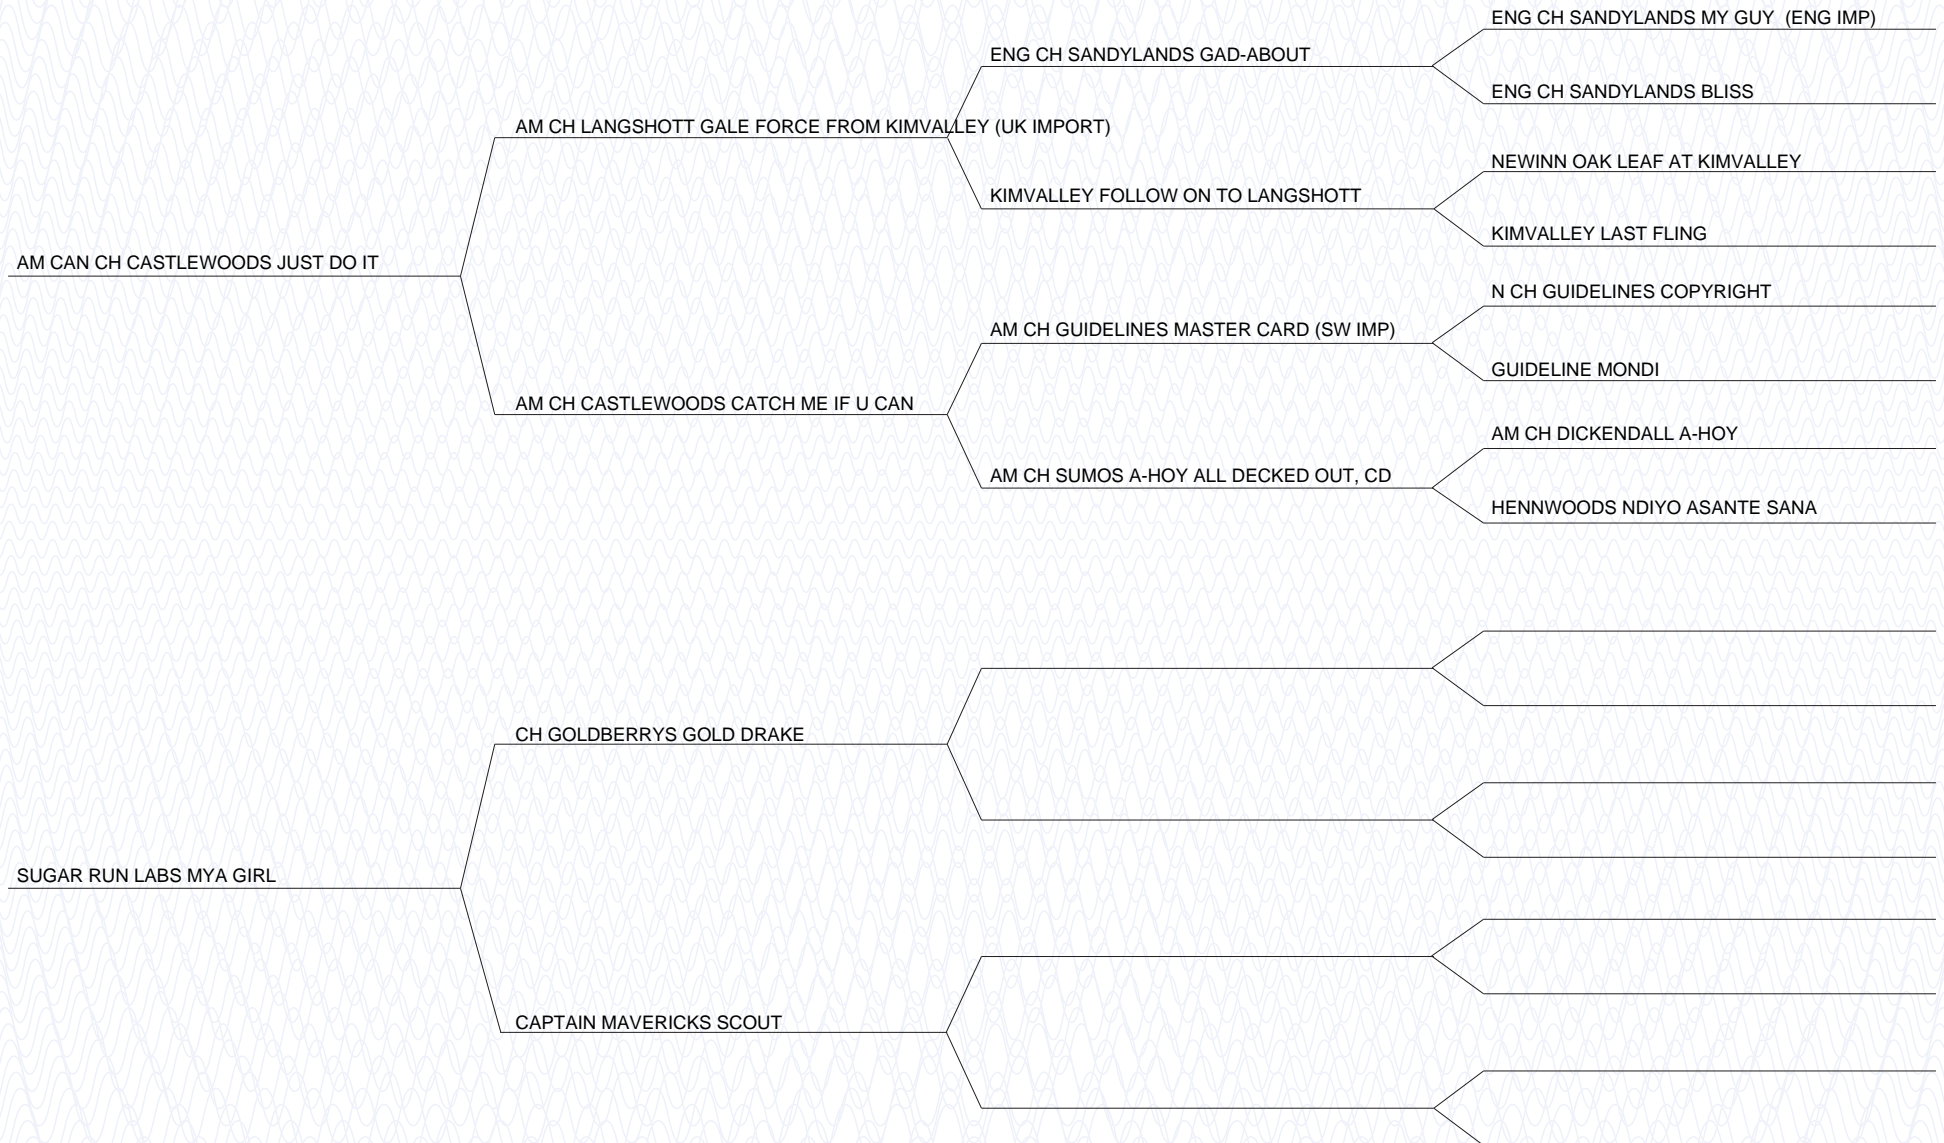 ENG CH SANDYLANDS MY GUY  (ENG IMP)
ENG CH SANDYLANDS GAD-ABOUT
ENG CH SANDYLANDS BLISS
AM CH LANGSHOTT GALE FORCE FROM KIMVALLEY (UK IMPORT)
NEWINN OAK LEAF AT KIMVALLEY
KIMVALLEY FOLLOW ON TO LANGSHOTT
KIMVALLEY LAST FLING
AM CAN CH CASTLEWOODS JUST DO IT
N CH GUIDELINES COPYRIGHT
AM CH GUIDELINES MASTER CARD (SW IMP)
GUIDELINE MONDI
AM CH CASTLEWOODS CATCH ME IF U CAN
AM CH DICKENDALL A-HOY
AM CH SUMOS A-HOY ALL DECKED OUT, CD
HENNWOODS NDIYO ASANTE SANA
CH GOLDBERRYS GOLD DRAKE
SUGAR RUN LABS MYA GIRL
CAPTAIN MAVERICKS SCOUT